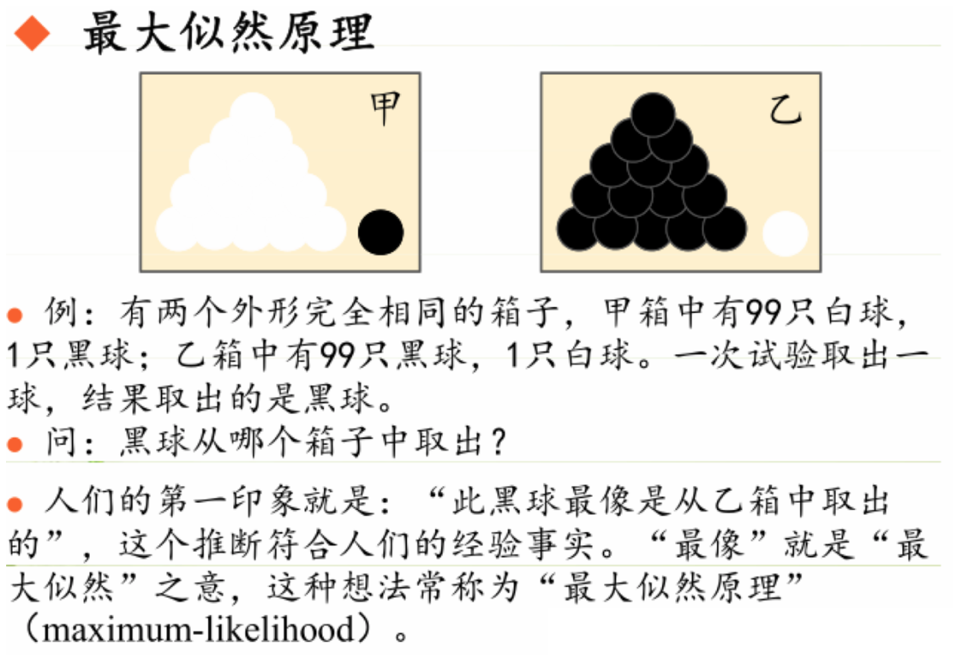 最大似然原理
甲
乙
例：有两个外形完全相同的箱子，甲箱中有99只白球，
1只黑球；乙箱中有99只黑球，1只白球。一次试验取出一
球，结果取出的是黑球。
问：黑球从哪个箱子中取出？
人们的第一印象就是：“此黑球最像是从乙箱中取出
的”，这个推断符合人们的经验事实。“最像”就是“最
大似然”之意，这种想法常称为“最大似然原理”
（maximum-likelihood）。